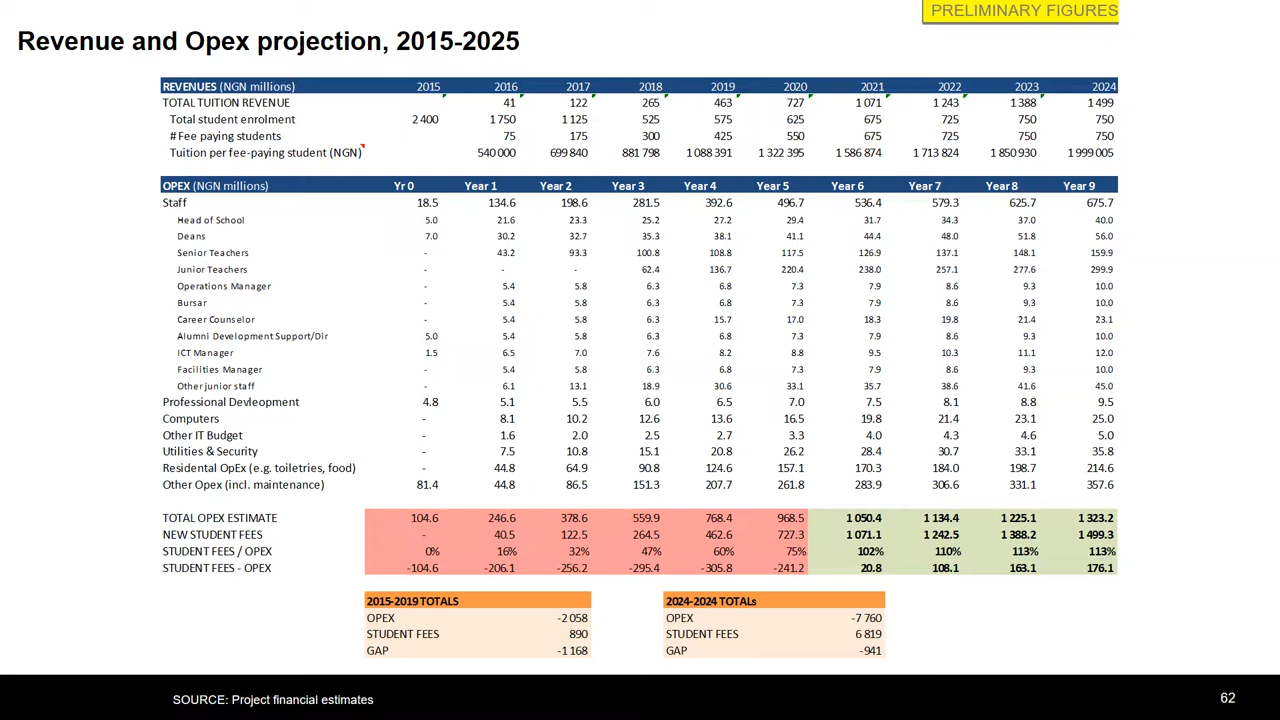 PRELIMINARY FIGURES
Revenue and Opex projection, 2015-2025
REVENUES (NGN millions) 2015 2016 2017 2018 2019 2020 2021 2022 2023 2024
TOTAL TUITION REVENUE 41 122 265 463 727 1 071 1 243 1 388 1 499
Total student enrolment 2 400 1 750 1 125 525 575 625 675 725 750 750
# Fee paying students 75 175 300 425 550 675 725 750 750
Tuition per fee-paying student (NGN) 540 000 699 840 881 798 1 088 391 1 322 395 1 586 874 1 713 824 1 850 930 1 999 005
OPEX (NGN millions) Yr 0 Year 1 Year 2 Year 3 Year 4 Year 5 Year 6 Year 7 Year 8 Year 9
Staff 18.5 134.6 198.6 281.5 392.6 496.7 536.4 579.3 625.7 675.7
Head of School 5.0 21.6 23.3 25.2 27.2 29.4 31.7 34.3 37.0 40.0
Deans 7.0 30.2 32.7 35.3 38.1 41.1 44.4 48.0 51.8 56.0
Senior Teachers - 43.2 93.3 100.8 108.8 117.5 126.9 137.1 148.1 159.9
Junior Teachers - - - 62.4 136.7 220.4 238.0 257.1 277.6 299.9
Operations Manager - 5.4 5.8 6.3 6.8 7.3 7.9 8.6 9.3 10.0
Bursar - 5.4 5.8 6.3 6.8 7.3 7.9 8.6 9.3 10.0
Career Counselor - 5.4 5.8 6.3 15.7 17.0 18.3 19.8 21.4 23.1
Alumni Development Support/Dir 5.0 5.4 5.8 6.3 6.8 7.3 7.9 8.6 9.3 10.0
ICT Manager 1.5 6.5 7.0 7.6 8.2 8.8 9.5 10.3 11.1 12.0
Facilities Manager - 5.4 5.8 6.3 6.8 7.3 7.9 8.6 9.3 10.0
Other junior staff - 6.1 13.1 18.9 30.6 33.1 35.7 38.6 41.6 45.0
Professional Devleopment 4.8 5.1 5.5 6.0 6.5 7.0 7.5 8.1 8.8 9.5
Computers - 8.1 10.2 12.6 13.6 16.5 19.8 21.4 23.1 25.0
Other IT Budget - 1.6 2.0 2.5 2.7 3.3 4.0 4.3 4.6 5.0
Utilities & Security - 7.5 10.8 15.1 20.8 26.2 28.4 30.7 33.1 35.8
Residental OpEx (e.g. toiletries, food) - 44.8 64.9 90.8 124.6 157.1 170.3 184.0 198.7 214.6
Other Opex (incl. maintenance) 81.4 44.8 86.5 151.3 207.7 261.8 283.9 306.6 331.1 357.6
TOTAL OPEX ESTIMATE 104.6 246.6 378.6 559.9 768.4 968.5 1 050.4 1 134.4 1 225.1 1 323.2
NEW STUDENT FEES - 40.5 122.5 264.5 462.6 727.3 1 071.1 1 242.5 1 388.2 1 499.3
STUDENT FEES / OPEX 0% 16% 32% 47% 60% 75% 102% 110% 113% 113%
STUDENT FEES - OPEX -104.6 -206.1 -256.2 -295.4 -305.8 -241.2 20.8 108.1 163.1 176.1
2015-2019 TOTALS 2024-2024 TOTALs
OPEX -2 058 OPEX -7 760
STUDENT FEES 890 STUDENT FEES 6 819
GAP -1 168 GAP -941
SOURCE: Project financial estimates
62